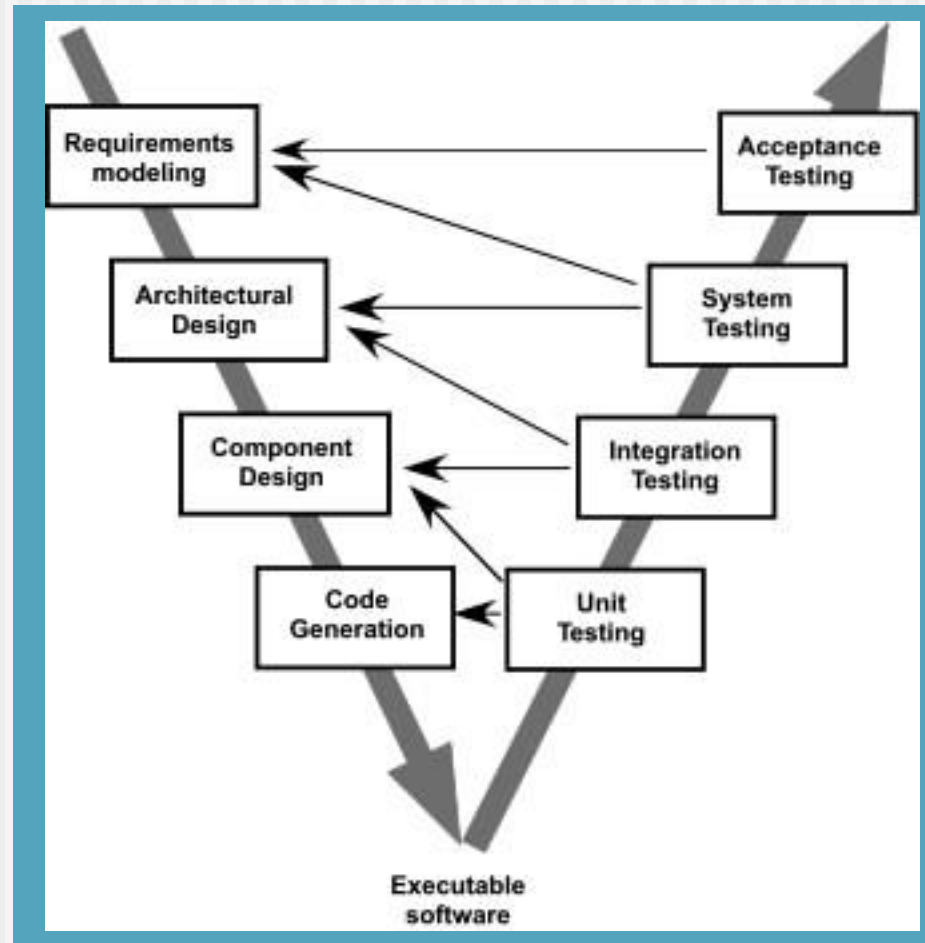 Requirements
modeling
Acceptance
Testing
Architectural
Design
System
Testing
Component
Design
Integration
Testing
Code
Generation
Unit
Testing
Executable
software